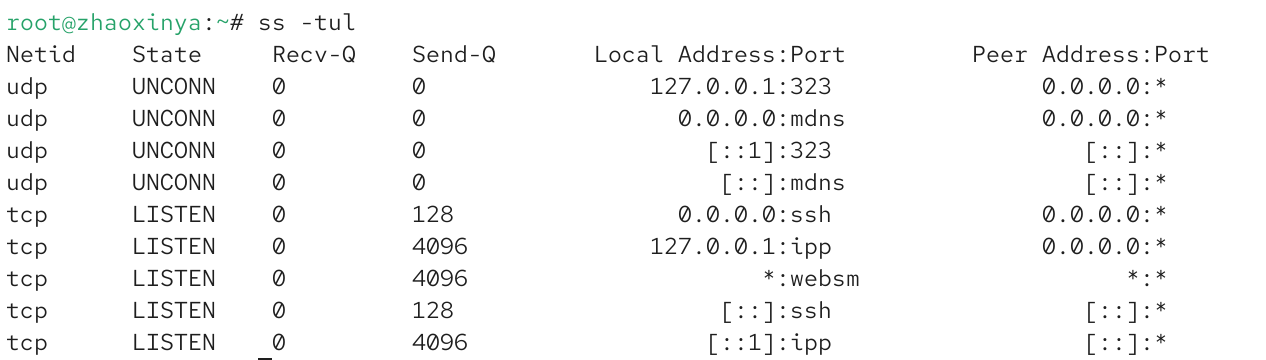 root@zhaoxinya:~# ss -tul
Netid    State     Recv-Q    Send-Q       Local Address:Port         Peer Address:Port
udp      UNCONN    0         0                127.0.0.1:323               0.0.0.0:*
udp      UNCONN    0         0                  0.0.0.0:mdns              0.0.0.0:*
udp      UNCONN    0         0                    [::1]:323                  [::]:*
udp      UNCONN    0         0                     [::]:mdns                 [::]:*
tcp      LISTEN    0         128                0.0.0.0:ssh               0.0.0.0:*
tcp      LISTEN    0         4096             127.0.0.1:ipp               0.0.0.0:*
tcp      LISTEN    0         4096                     *:websm                   *:*
tcp      LISTEN    0         128                   [::]:ssh                  [::]:*
tcp      LISTEN    0         4096                 [::1]:ipp                  [::]:*